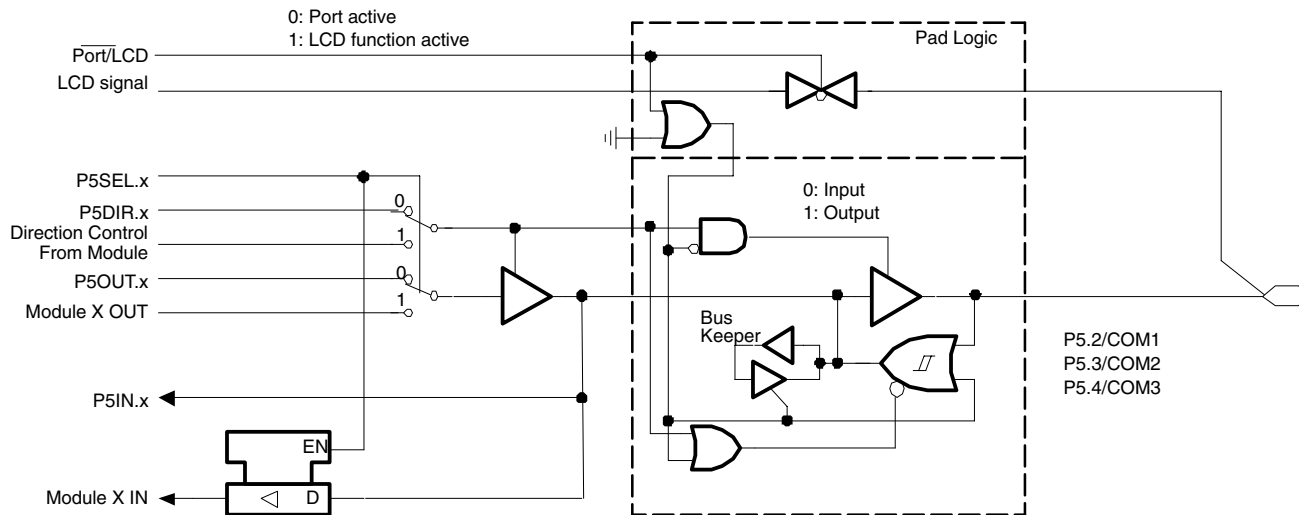 0: Port active
1: LCD function active
Pad Logic
Port/LCD
LCD signal
P5SEL.x
0
P5DIR.x
Direction Control
From Module
1
P5OUT.x
0
Module X OUT
1
0: Input
1: Output
Bus
Keeper
P5.2/COM1
P5.3/COM2
P5.4/COM3
P5IN.x
EN
Module X IN
D